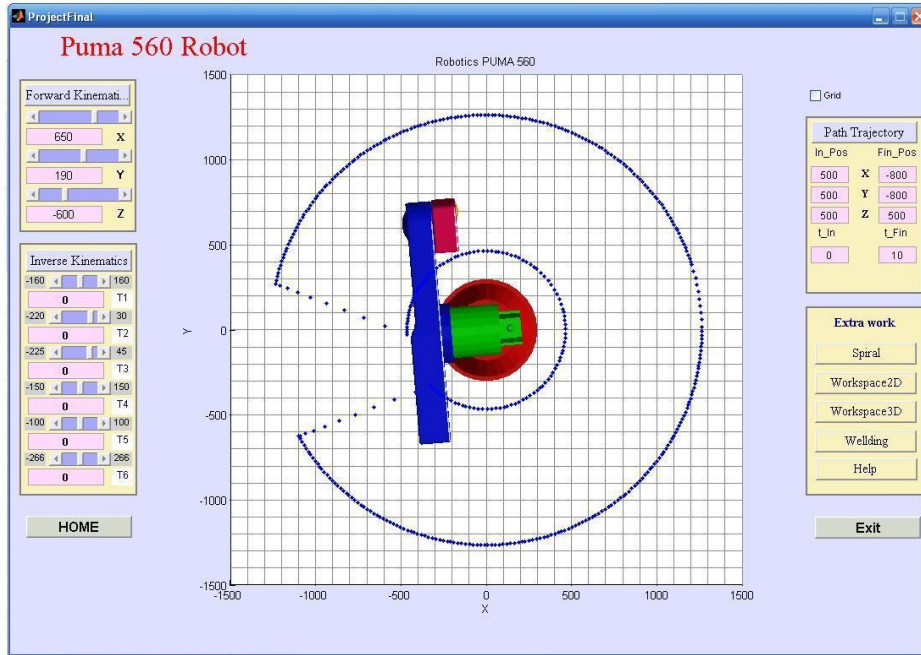 ProjectFinal
Puma 560 Robot
Forward Kinemati...
650 X
190 Y
-600 Z
Inverse Kinematics
-160 160
0 T1
-220 30
0 T2
-225 45
0 T3
-150 150
0 T4
-100 100
0 T5
-266 266
0 T6
HOME
Robotics PUMA 560
1500
1000
500
0
-500
-1000
-1500
Y
-1500 -1000 -500 0 500 1000 1500
X
C
Grid
Path Trajectory
In_Pos Fin_Pos
500 X -800
500 Y -800
500 Z 500
t_In t_Fin
0 10
Extra work
Spiral
Workspace2D
Workspace3D
Wellding
Help
Exit